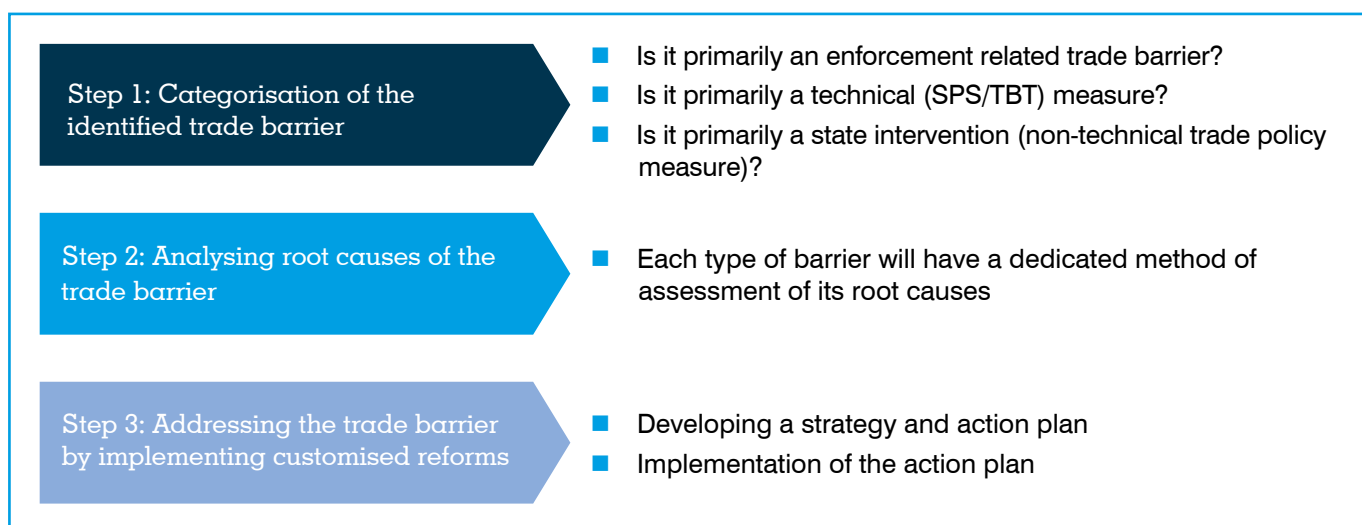 Step 1: Categorisation of the
identified trade barrier
Is it primarily an enforcement related trade barrier?
Is it primarily a technical (SPS/TBT) measure?
Is it primarily a state intervention (non-technical trade policy
measure)?
Step 2: Analysing root causes of the
trade barrier
Each type of barrier will have a dedicated method of
assessment of its root causes
Step 3: Addressing the trade barrier
by implementing customised reforms
Developing a strategy and action plan
Implementation of the action plan